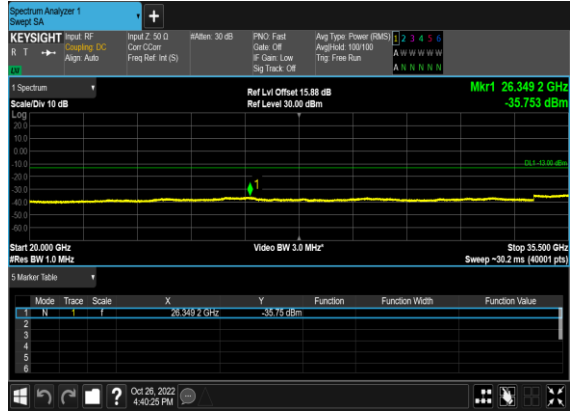 Spectrum Analyzer 1
Swept SA
KEYSIGHT Input: RF Input Z: 50 Ω #Atten: 30 dB PNO: Fast Avg Type: Power (RMS) 1 2 3 4 5 6
R T Coupling: DC Corr CCorr Gate: Off Avg|Hold: 100/100 A W W W W W
Align: Auto Freq Ref: Int (S) IF Gain: Low Trig: Free Run
Sig Track: Off A N N N N N
LW
1 Spectrum Ref Lvl Offset 15.88 dB Mkr1 26.349 2 GHz
Scale/Div 10 dB Ref Level 30.00 dBm -35.753 dBm
Log
20.0
10.0
0.00
-10.0 DL1 -13.00 dBm
-20.0
-30.0 1
-40.0
-50.0
-60.0
Start 20.000 GHz Video BW 3.0 MHz* Stop 35.500 GHz
#Res BW 1.0 MHz Sweep ~30.2 ms (40001 pts)
5 Marker Table
Mode Trace Scale X Y Function Function Width Function Value
1 N 1 f 26.349 2 GHz -35.75 dBm
2
3
4
5
6
? Oct 26, 2022
4:40:25 PM